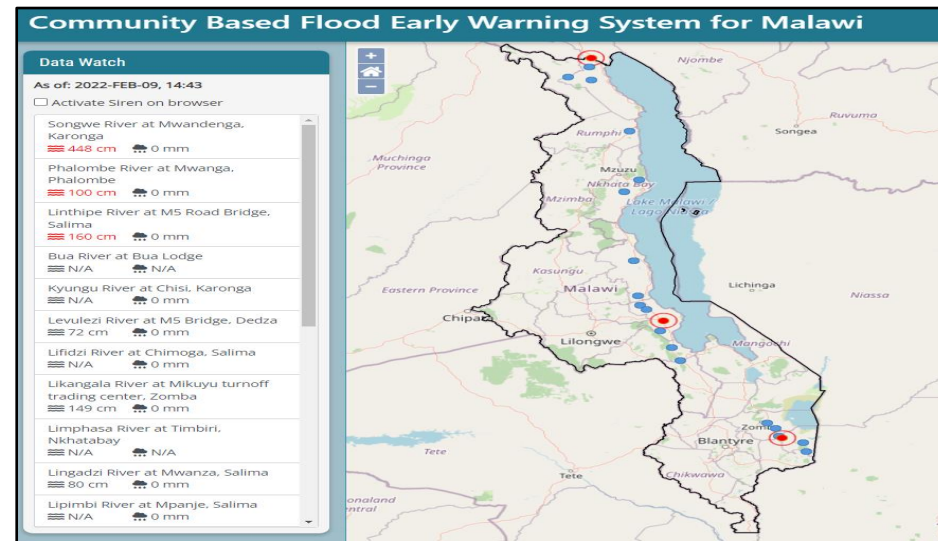 Community Based Flood Early Warning System for Malawi
Data Watch
As of: 2022-FEB-09, 14:43
Activate Siren on browser
Songwe River at Mwandenga,
Karonga
448 cm 0 mm
Phalombe River at Mwanga,
Phalombe
100 cm 0 mm
Linthipe River at M5 Road Bridge,
Salima
160 cm 0 mm
Bua River at Bua Lodge
N/A N/A
Kyungu River at Chisi, Karonga
N/A 0 mm
Levulezi River at M5 Bridge, Dedza
72 cm 0 mm
Lifidzi River at Chimoga, Salima
N/A 0 mm
Likangala River at Mikuyu turnoff
trading center, Zomba
149 cm 0 mm
Limphasa River at Timbiri,
Nkhatabay
N/A N/A
Lingadzi River at Mwanza, Salima
80 cm 0 mm
Lipimbi River at Mpanje, Salima
N/A 0 mm
+
−
Njombe
Ruvuma
Songea
Rumphi
Muchinga
Province
Mzuzu
Nkhata Bay
Mzimba
Lake Malawi /
Kasungu
Eastern Province
Malawi
Lichinga
Niassa
Chipata
Lilongwe
Mangochi
Zomba
Blantyre
Tete
Tete
Chikwawa
onaland
entral